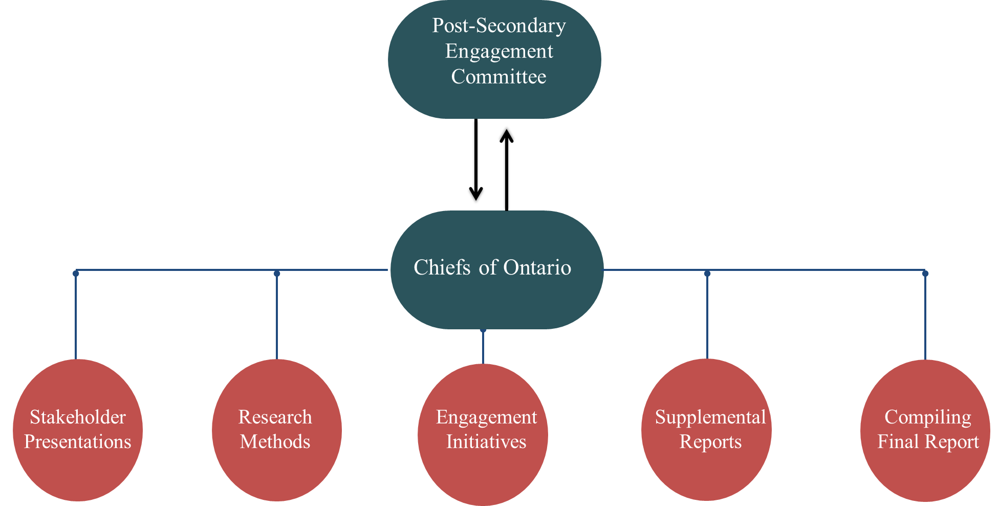 Post-Secondary
Engagement
Committee
Chiefs of Ontario
Stakeholder
Presentations
Research
Methods
Engagement
Initiatives
Supplemental
Reports
Compiling
Final Report